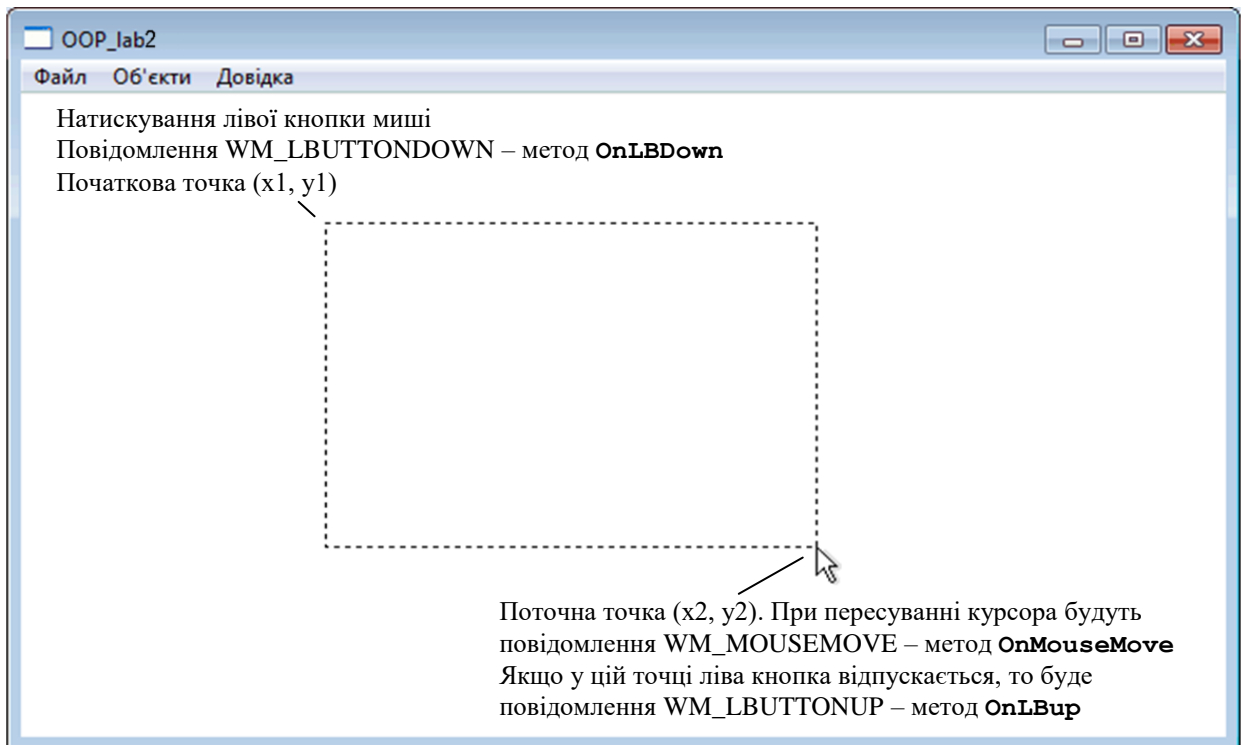 OOP_lab2
Файл Об'єкти Довідка
Натискування лівої кнопки миші
Повідомлення WM_LBUTTONDOWN – метод OnLBDown
Початкова точка (x1, y1)
Поточна точка (x2, y2). При пересуванні курсора будуть
повідомлення WM_MOUSEMOVE – метод OnMouseMove
Якщо у цій точці ліва кнопка відпускається, то буде
повідомлення WM_LBUTTONUP – метод OnLBup